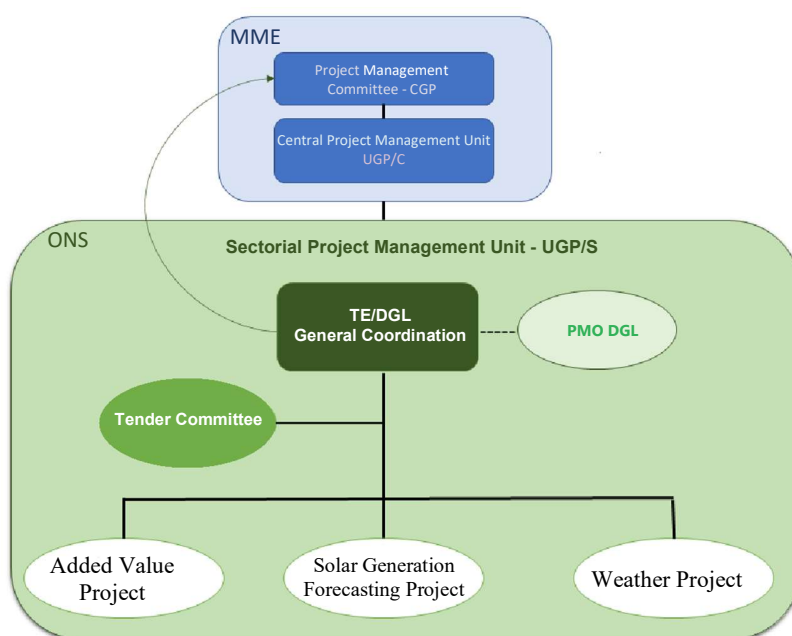 MME
Project Management
Committee - CGP
Central Project Management Unit
UGP/C
ONS
Sectorial Project Management Unit - UGP/S
TE/DGL
General Coordination
PMO DGL
Tender Committee
Added Value
Project
Solar Generation
Forecasting Project
Weather Project